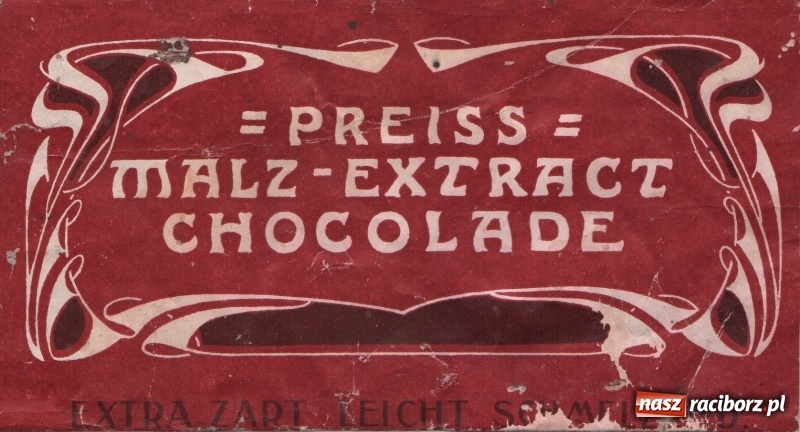 = PREISS =
MALZ-EXTRACT
CHOCOLADE
EXTRA ZART LEICHT
nasz raciborz.pl